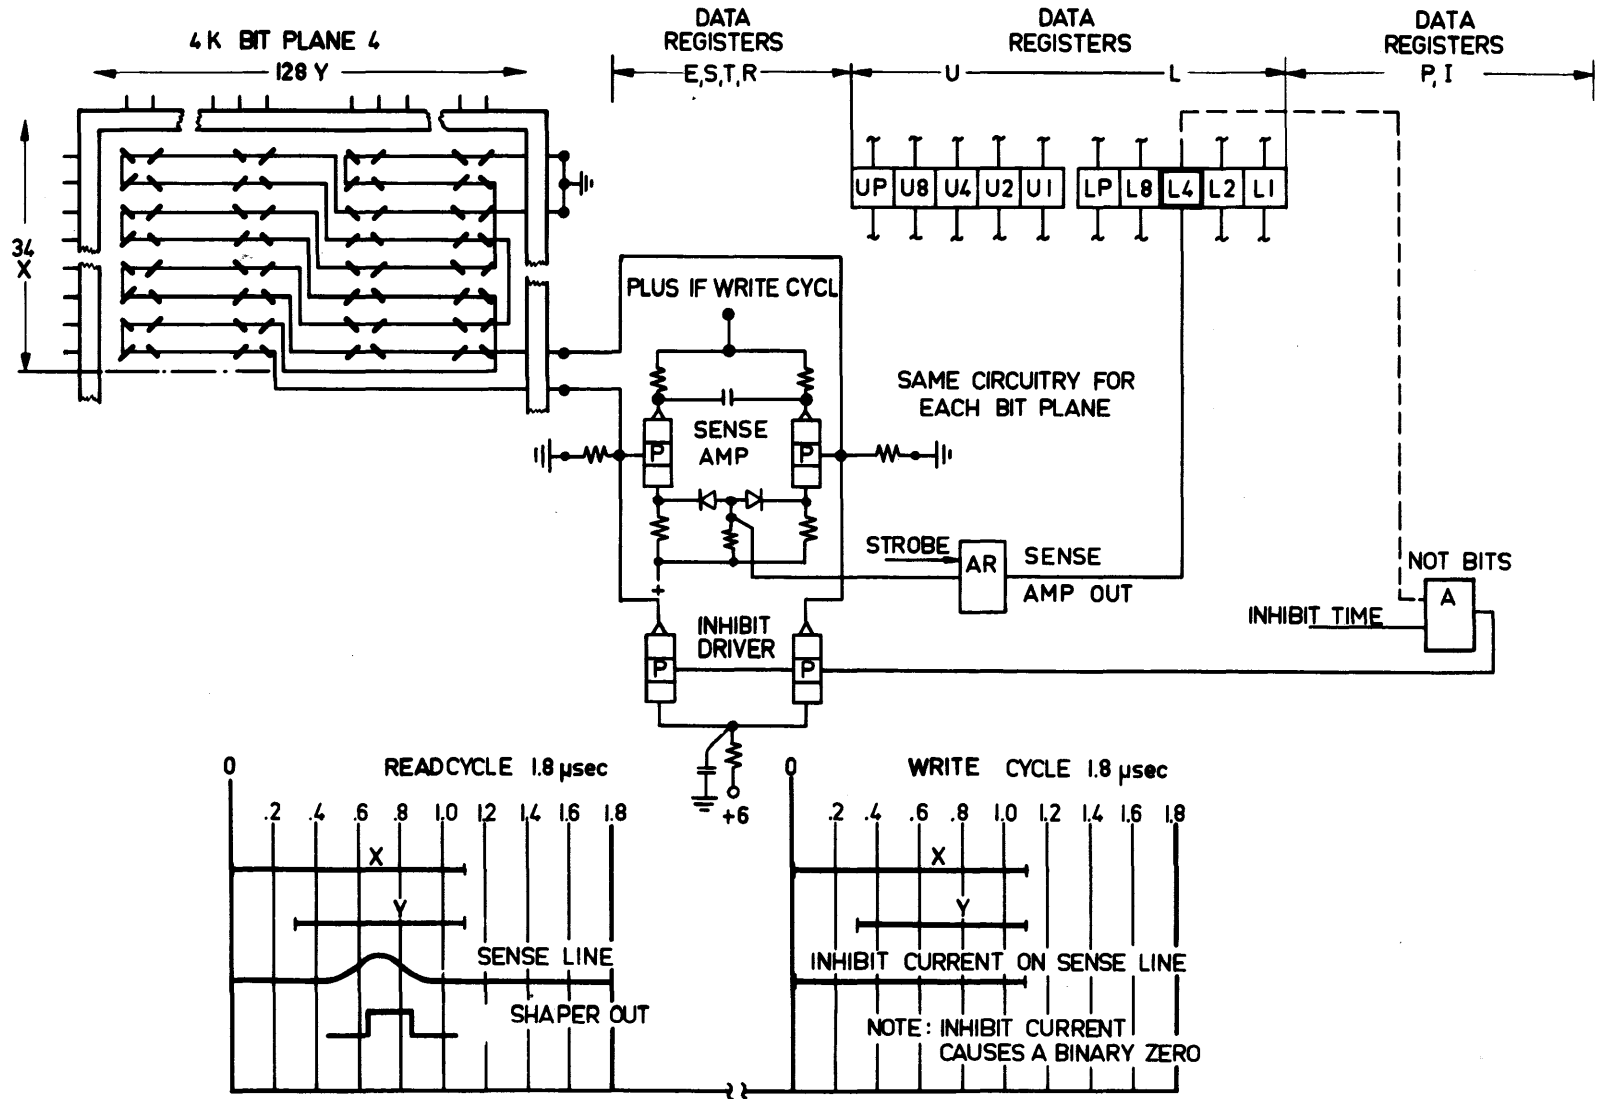 4K BIT PLANE 4
128 Y
34
X
DATA
REGISTERS
E,S,T,R
DATA
REGISTERS
U L
DATA
REGISTERS
P, I
UP U8 U4 U2 U1 LP L8 L4 L2 L1
PLUS IF WRITE CYCL
SENSE
AMP
P P
SAME CIRCUITRY FOR
EACH BIT PLANE
STROBE
AR
SENSE
AMP OUT
+
NOT BITS
A
INHIBIT TIME
INHIBIT
DRIVER
P P
+6
0 READ CYCLE 1.8 µsec
.2 .4 .6 .8 1.0 1.2 1.4 1.6 1.8
X
Y
SENSE LINE
SHAPER OUT
0 WRITE CYCLE 1.8 µsec
.2 .4 .6 .8 1.0 1.2 1.4 1.6 1.8
X
Y
INHIBIT CURRENT ON SENSE LINE
NOTE: INHIBIT CURRENT
CAUSES A BINARY ZERO